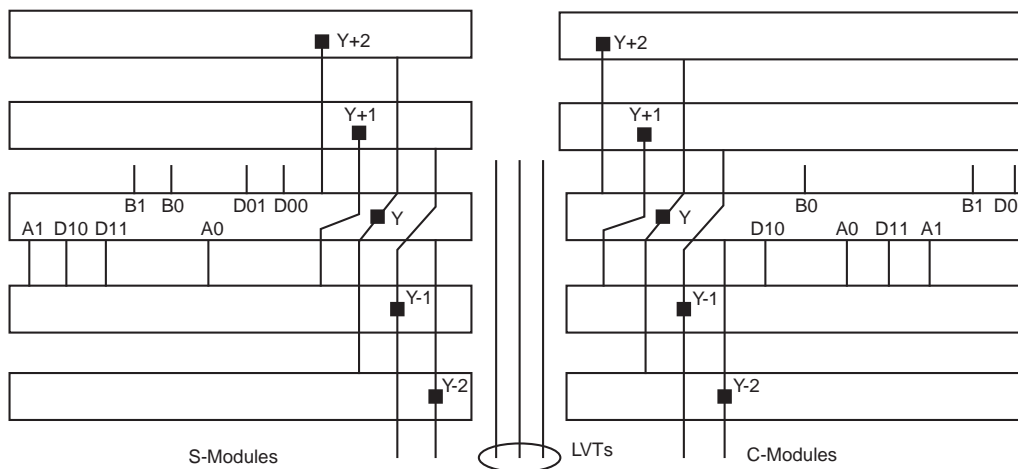 Y+2
Y+2
Y+1
Y+1
B1 B0 D01 D00
B0 B1 D0
Y
Y
A1 D10 D11 A0
D10 A0 D11 A1
Y-1
Y-1
Y-2
Y-2
S-Modules
LVTs
C-Modules